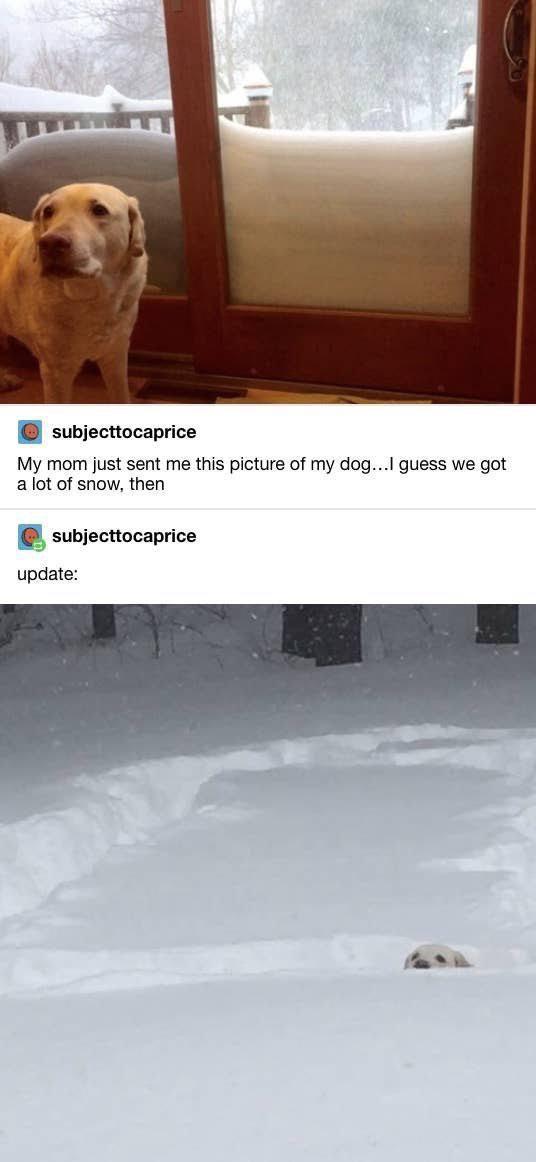 subjecttocaprice
My mom just sent me this picture of my dog...I guess we got
a lot of snow, then
subjecttocaprice
update: